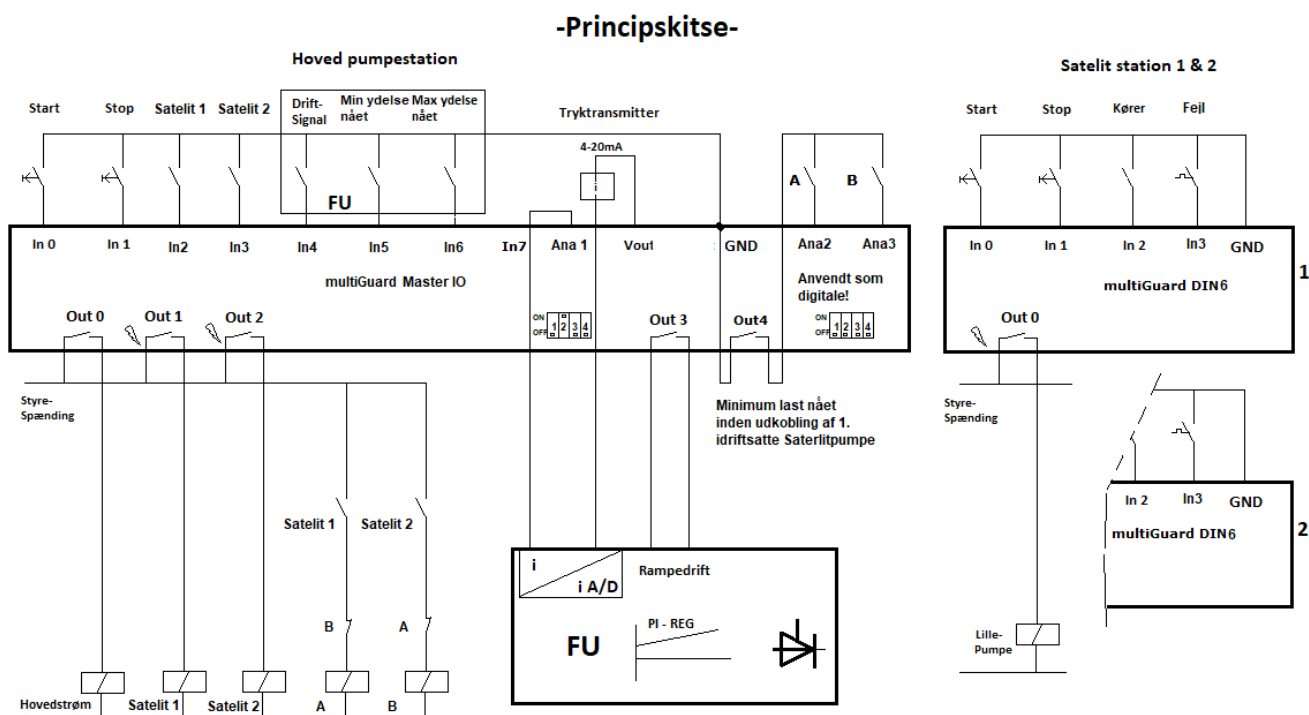 -Principskitse-
Hoved pumpestation
Satelit station 1 & 2
Start
Stop
Satelit 1
Satelit 2
Drift-
Signal
Min ydelse
nået
Max ydelse
nået
Tryktransmitter
4-20mA
i
FU
A
B
Start
Stop
Kører
Fejl
In 0
In 1
In2
In3
In4
In5
In6
In7
Ana 1
Vout
GND
Ana2
Ana3
In 0
In 1
In 2
In3
GND
multiGuard Master IO
Anvendt som
digitale!
multiGuard DIN6
1
Out 0
Out 1
Out 2
ON
OFF
1 2 3 4
Out 3
Out4
ON
OFF
1 2 3 4
Out 0
Styre-
Spænding
Minimum last nået
inden udkobling af 1.
idriftsatte Saterlitpumpe
Styre-
Spænding
In 2
In3
GND
multiGuard DIN6
2
Satelit 1
Satelit 2
i
i A/D
Rampedrift
PI - REG
FU
B
A
Lille-
Pumpe
Hovedstrøm
Satelit 1
Satelit 2
A
B